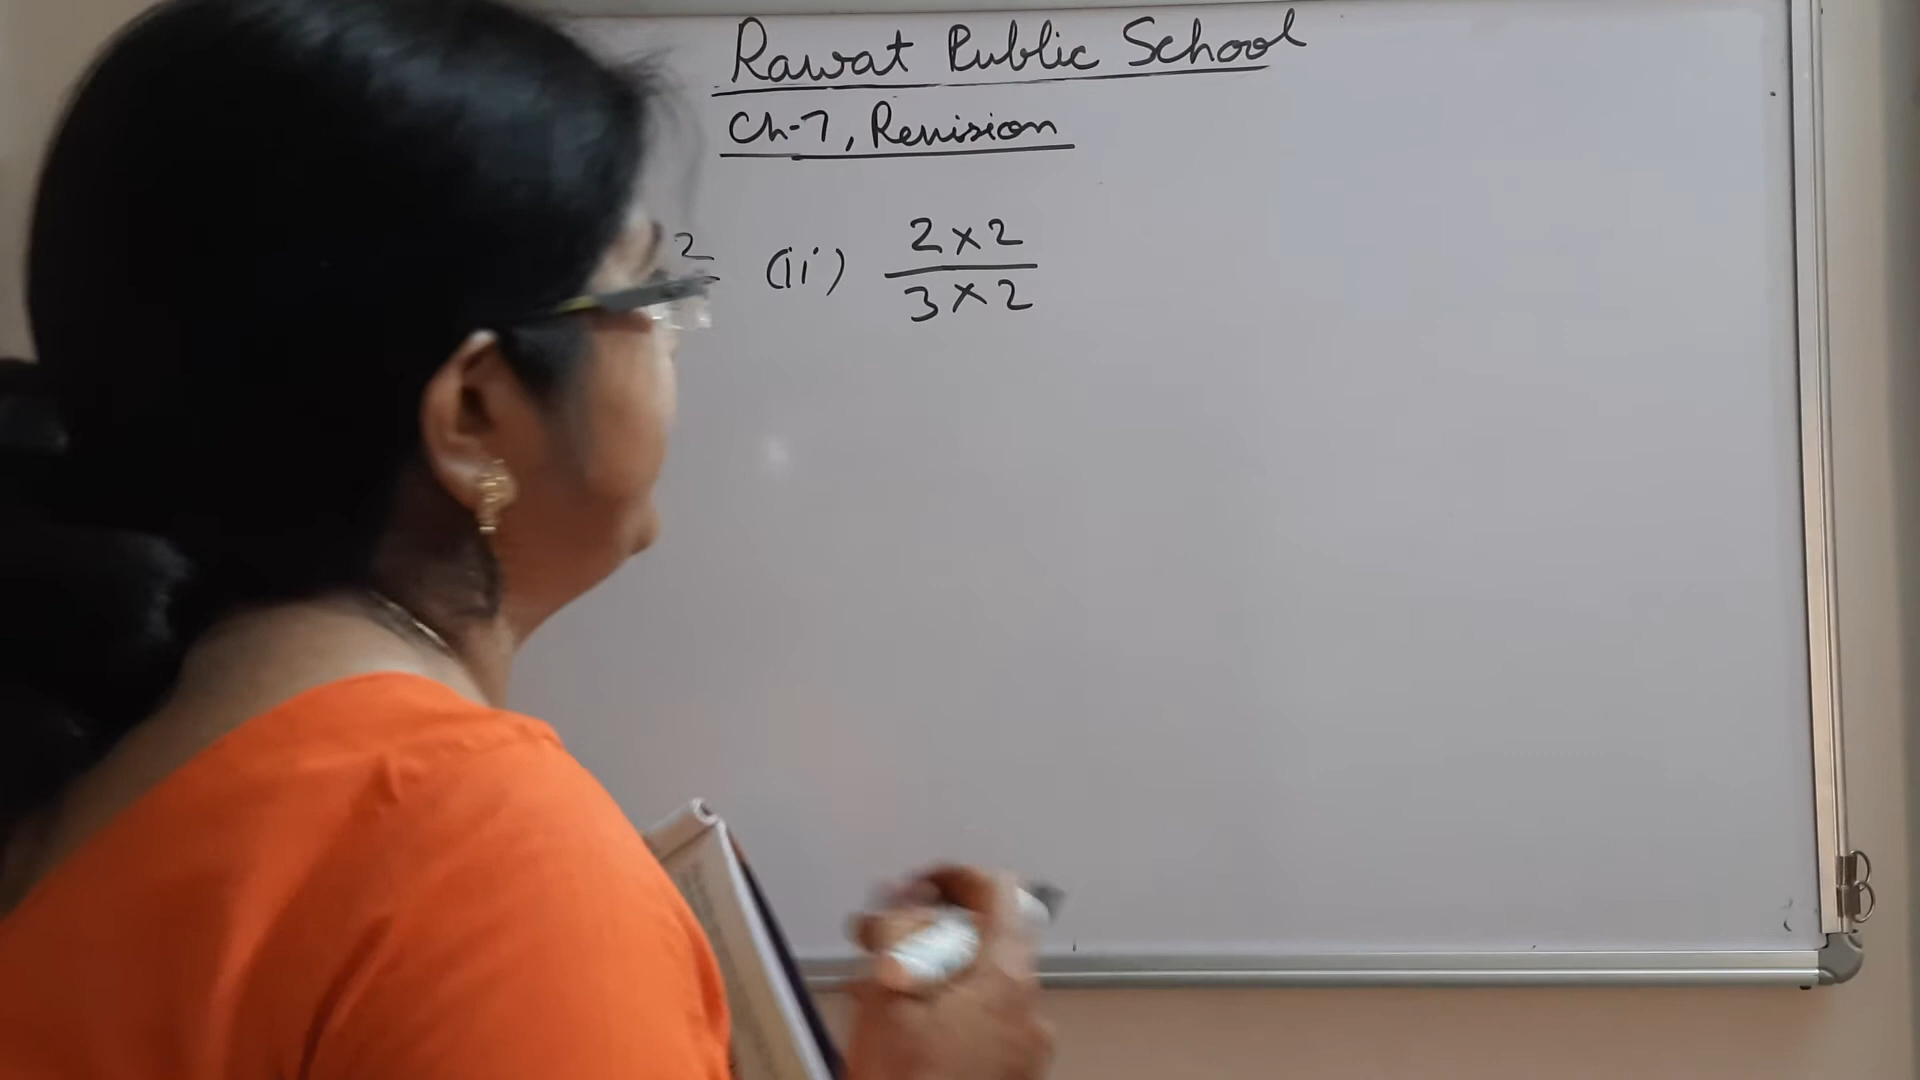 Rawat Public School
Ch-7, Revision
2 (ii) 2×2
3×2